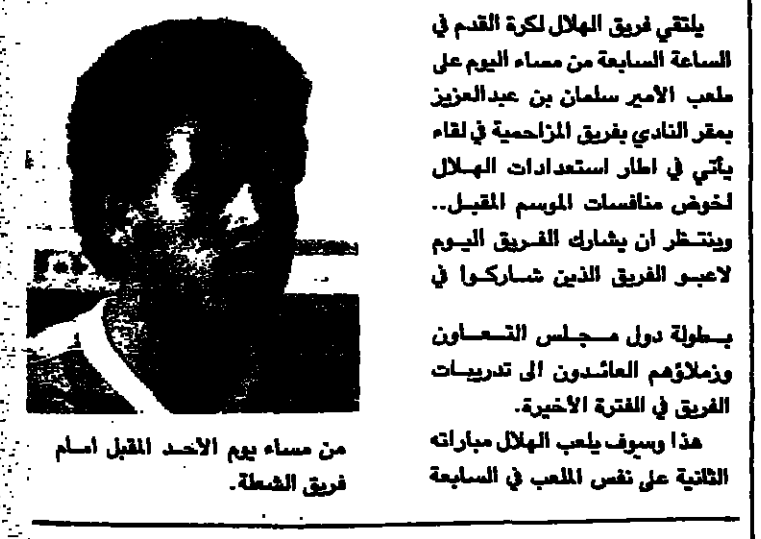 يلتقي فريق الهلال لكرة القدم في
الساعة السابعة من مساء اليوم على
ملعب الأمير سلمان بن عبدالعزيز
بمقر النادي بفريق المزاحمية في لقاء
يأتي في اطار استعدادات الهلال
لخوض منافسات الموسم المقبل..
وينتظر ان يشارك الفريق اليوم
لاعبو الفريق الذين شاركوا في
بطولة دول مجلس التعاون
وزملاؤهم العائدون الى تدريبات
الفريق في الفترة الأخيرة.
هذا وسوف يلعب الهلال مباراته
الثانية على نفس الملعب في السابعة
من مساء يوم الاحد المقبل امام
فريق الشعلة.